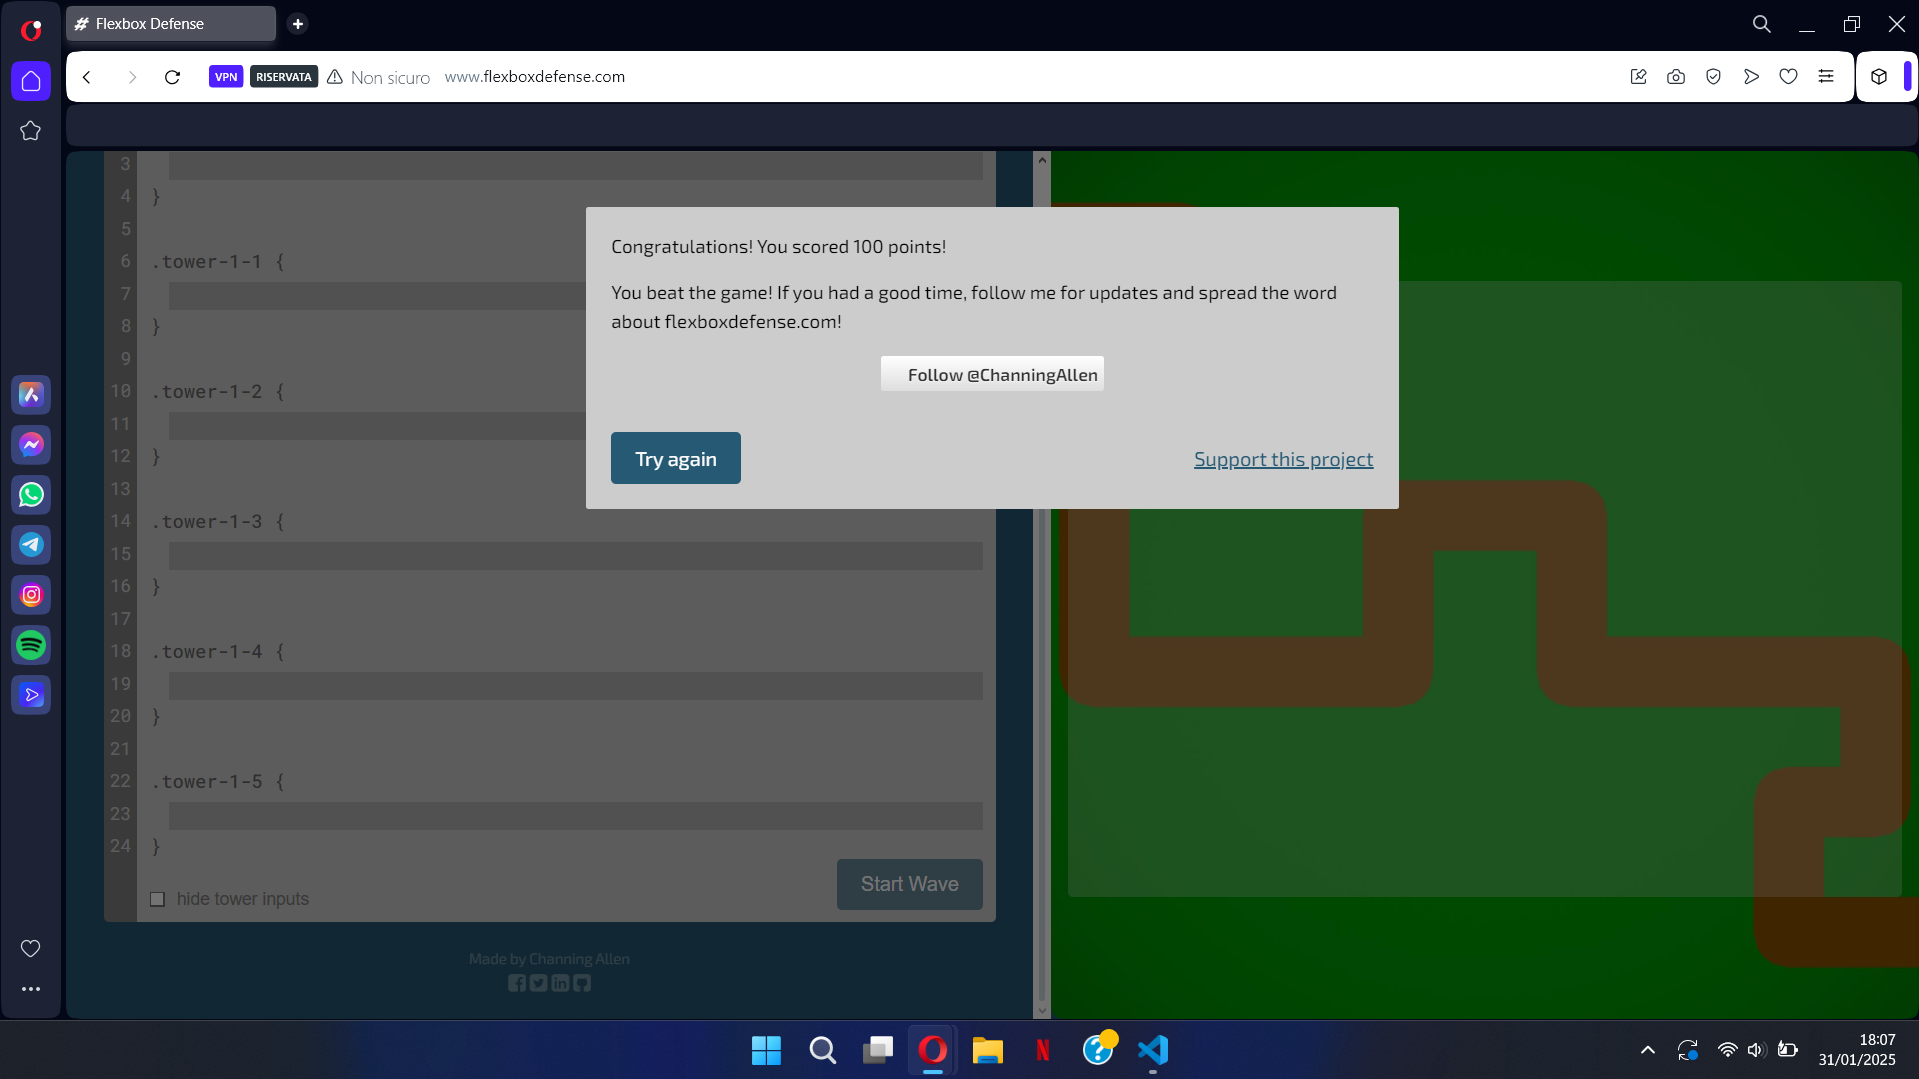 Flexbox Defense
VPN
RISERVATA
Non sicuro
www.flexboxdefense.com
3
4 }
5
6 .tower-1-1 {
7
8 }
9
10 .tower-1-2 {
11
12 }
13
14 .tower-1-3 {
15
16 }
17
18 .tower-1-4 {
19
20 }
21
22 .tower-1-5 {
23
24 }
hide tower inputs
Start Wave
Made by Channing Allen
Congratulations! You scored 100 points!
You beat the game! If you had a good time, follow me for updates and spread the word
about flexboxdefense.com!
Follow @ChanningAllen
Try again
Support this project
18:07
31/01/2025